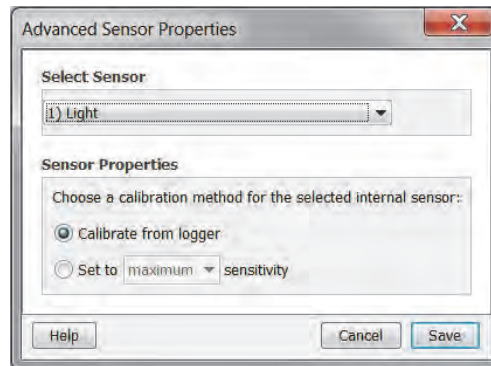 Advanced Sensor Properties
Select Sensor
1) Light
Sensor Properties
Choose a calibration method for the selected internal sensor:
Calibrate from logger
Set to maximum sensitivity
Help Cancel Save